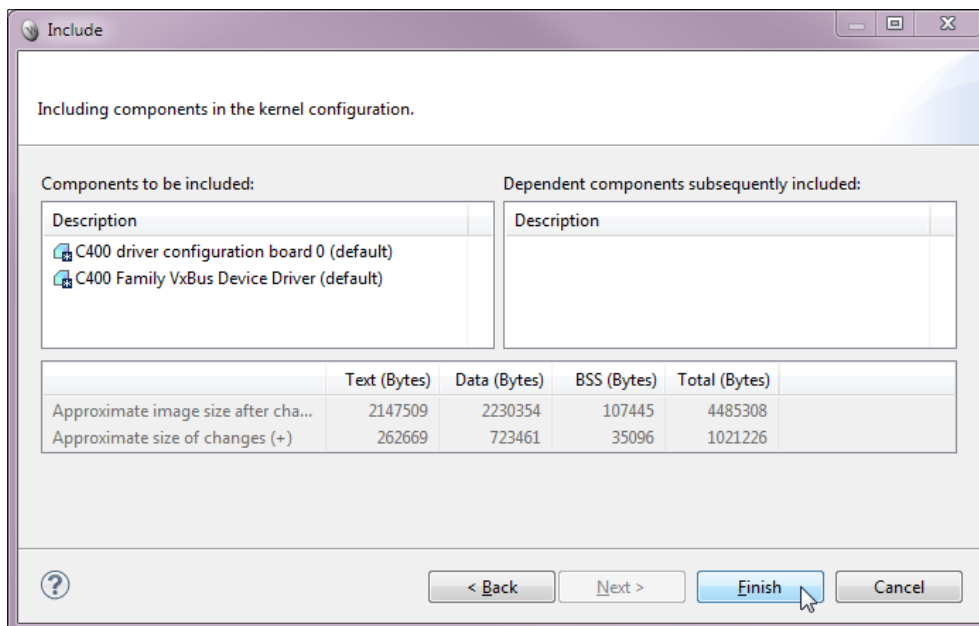 Include
Including components in the kernel configuration.
Components to be included:
Dependent components subsequently included:
Description
Description
C400 driver configuration board 0 (default)
C400 Family VxBus Device Driver (default)
Text (Bytes) Data (Bytes) BSS (Bytes) Total (Bytes)
Approximate image size after cha... 2147509 2230354 107445 4485308
Approximate size of changes (+) 262669 723461 35096 1021226
? < Back Next > Finish Cancel